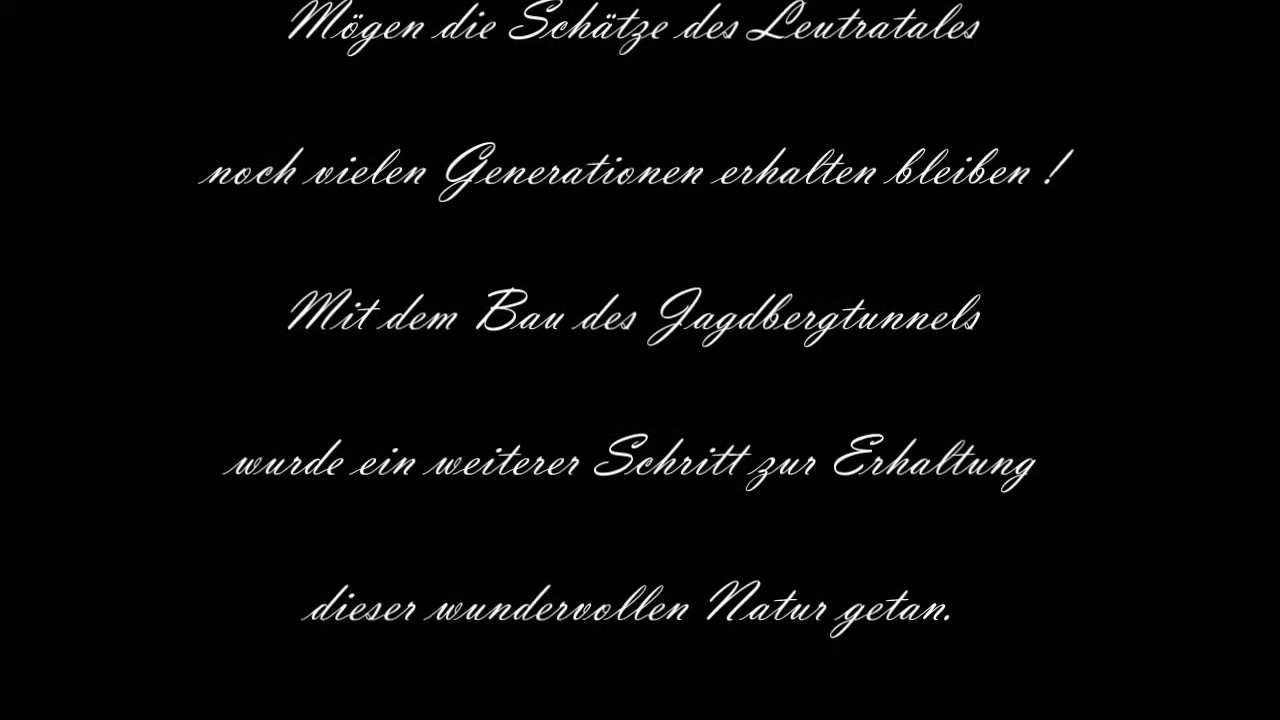 Mögen die Schätze des Leutratales
noch vielen Generationen erhalten bleiben !
Mit dem Bau des Jagdbergtunnels
wurde ein weiterer Schritt zur Erhaltung
dieser wundervollen Natur getan.